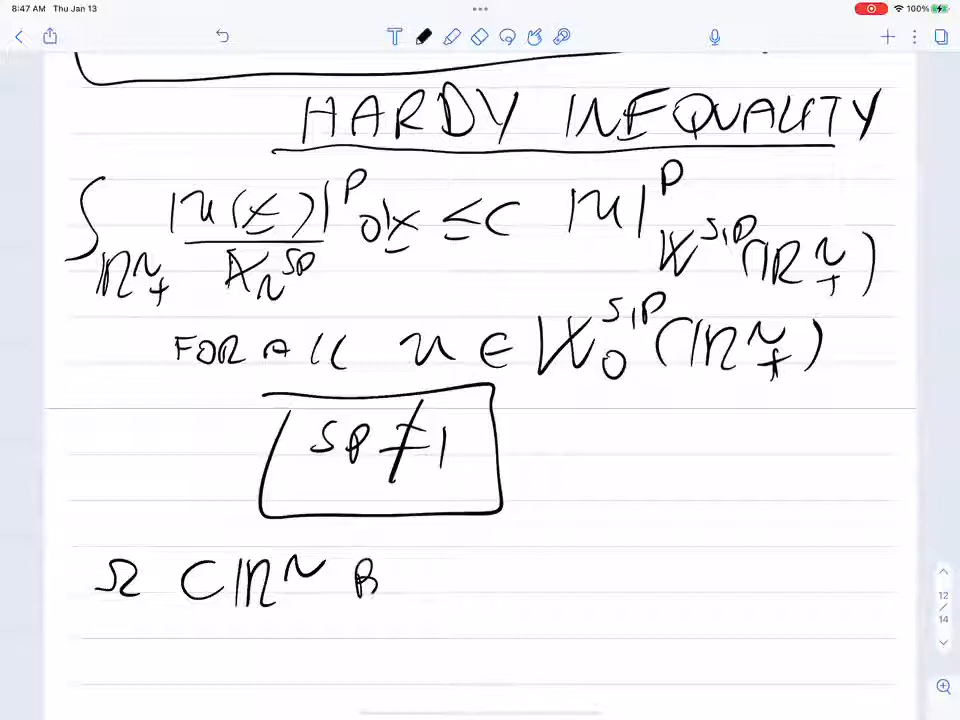 8:47 AM Thu Jan 13
100%
HARDY INEQUALITY
∫_{ℝ^N_+} |u(x)|^p / x_N^{sp} dx ≤ C |u|^p_{W^{s,p}(ℝ^N_+)}
FOR ALL u ∈ W_0^{s,p}(ℝ^N_+)
sp ≠ 1
Ω ⊂ ℝ^N B
12
/
14